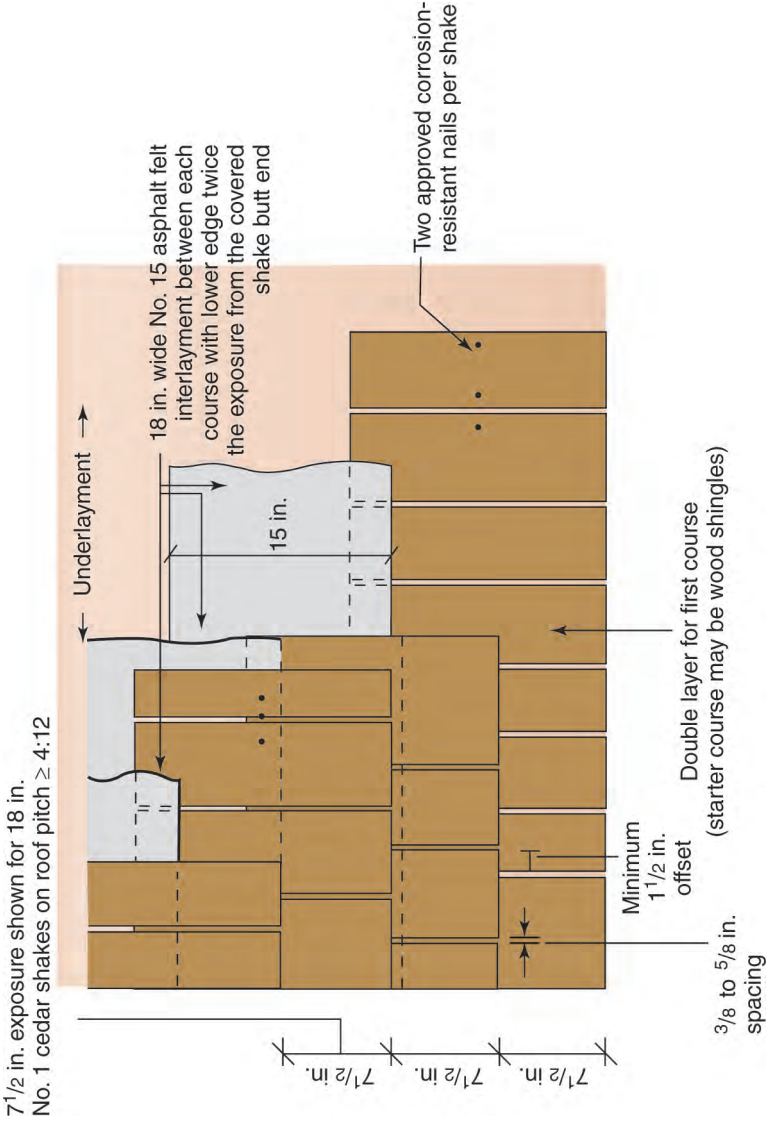 7 1/2 in. exposure shown for 18 in.
No. 1 cedar shakes on roof pitch ≥ 4:12
Underlayment
18 in. wide No. 15 asphalt felt
interlayment between each
course with lower edge twice
the exposure from the covered
shake butt end
15 in.
Two approved corrosion-
resistant nails per shake
7 1/2 in.
7 1/2 in.
7 1/2 in.
Minimum
1 1/2 in.
offset
3/8 to 5/8 in.
spacing
Double layer for first course
(starter course may be wood shingles)